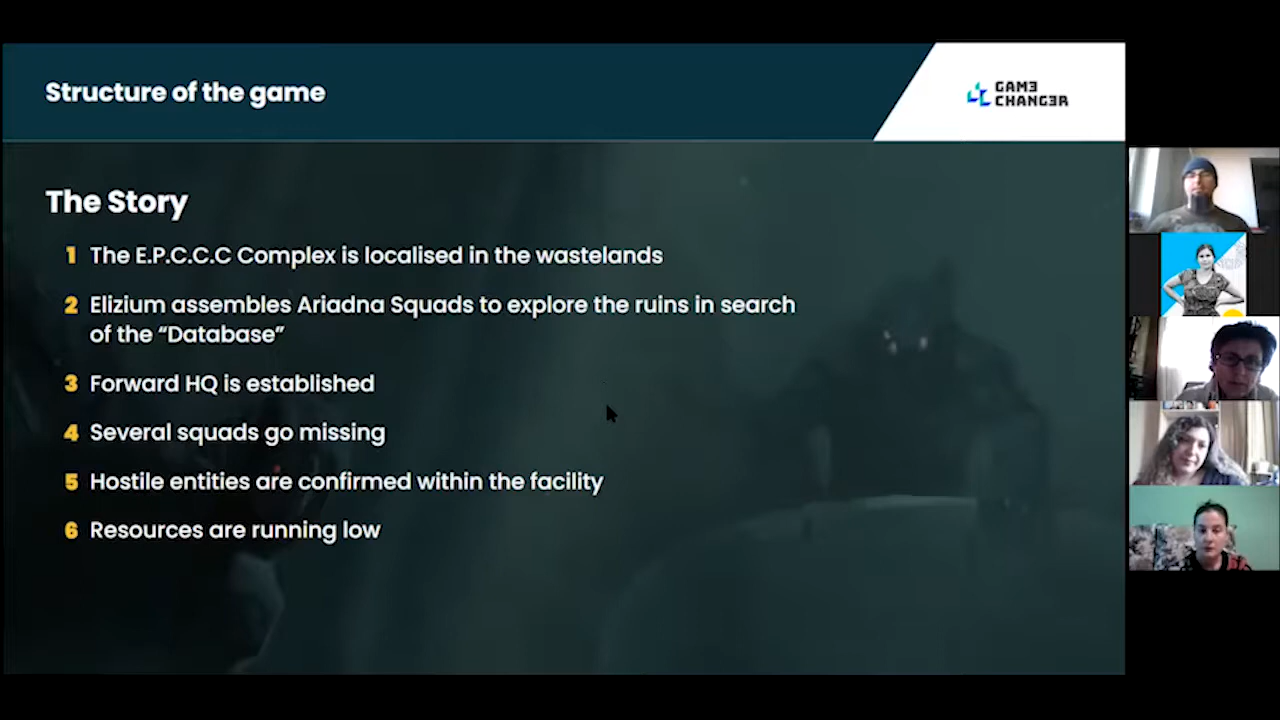 Structure of the game
GAM3
CHANG3R
The Story
1 The E.P.C.C.C Complex is localised in the wastelands
2 Elizium assembles Ariadna Squads to explore the ruins in search
of the “Database”
3 Forward HQ is established
4 Several squads go missing
5 Hostile entities are confirmed within the facility
6 Resources are running low